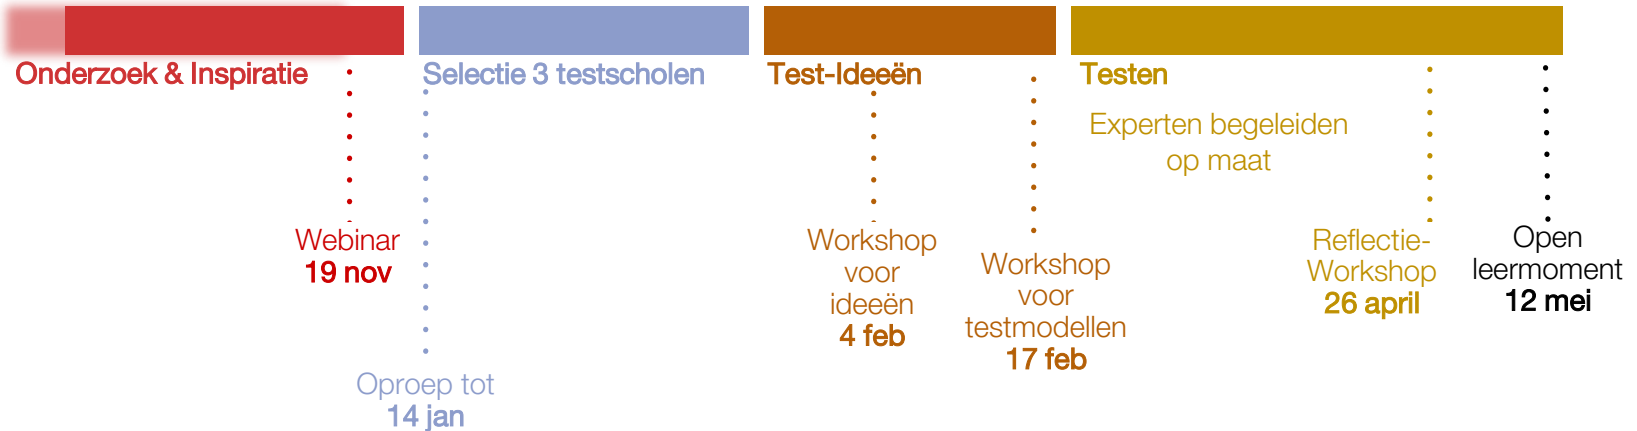 Onderzoek & Inspiratie
Selectie 3 testscholen
Test-Ideeën
Testen
Experten begeleiden
op maat
Webinar
19 nov
Oproep tot
14 jan
Workshop
voor
ideeën
4 feb
Workshop
voor
testmodellen
17 feb
Reflectie-
Workshop
26 april
Open
leermoment
12 mei